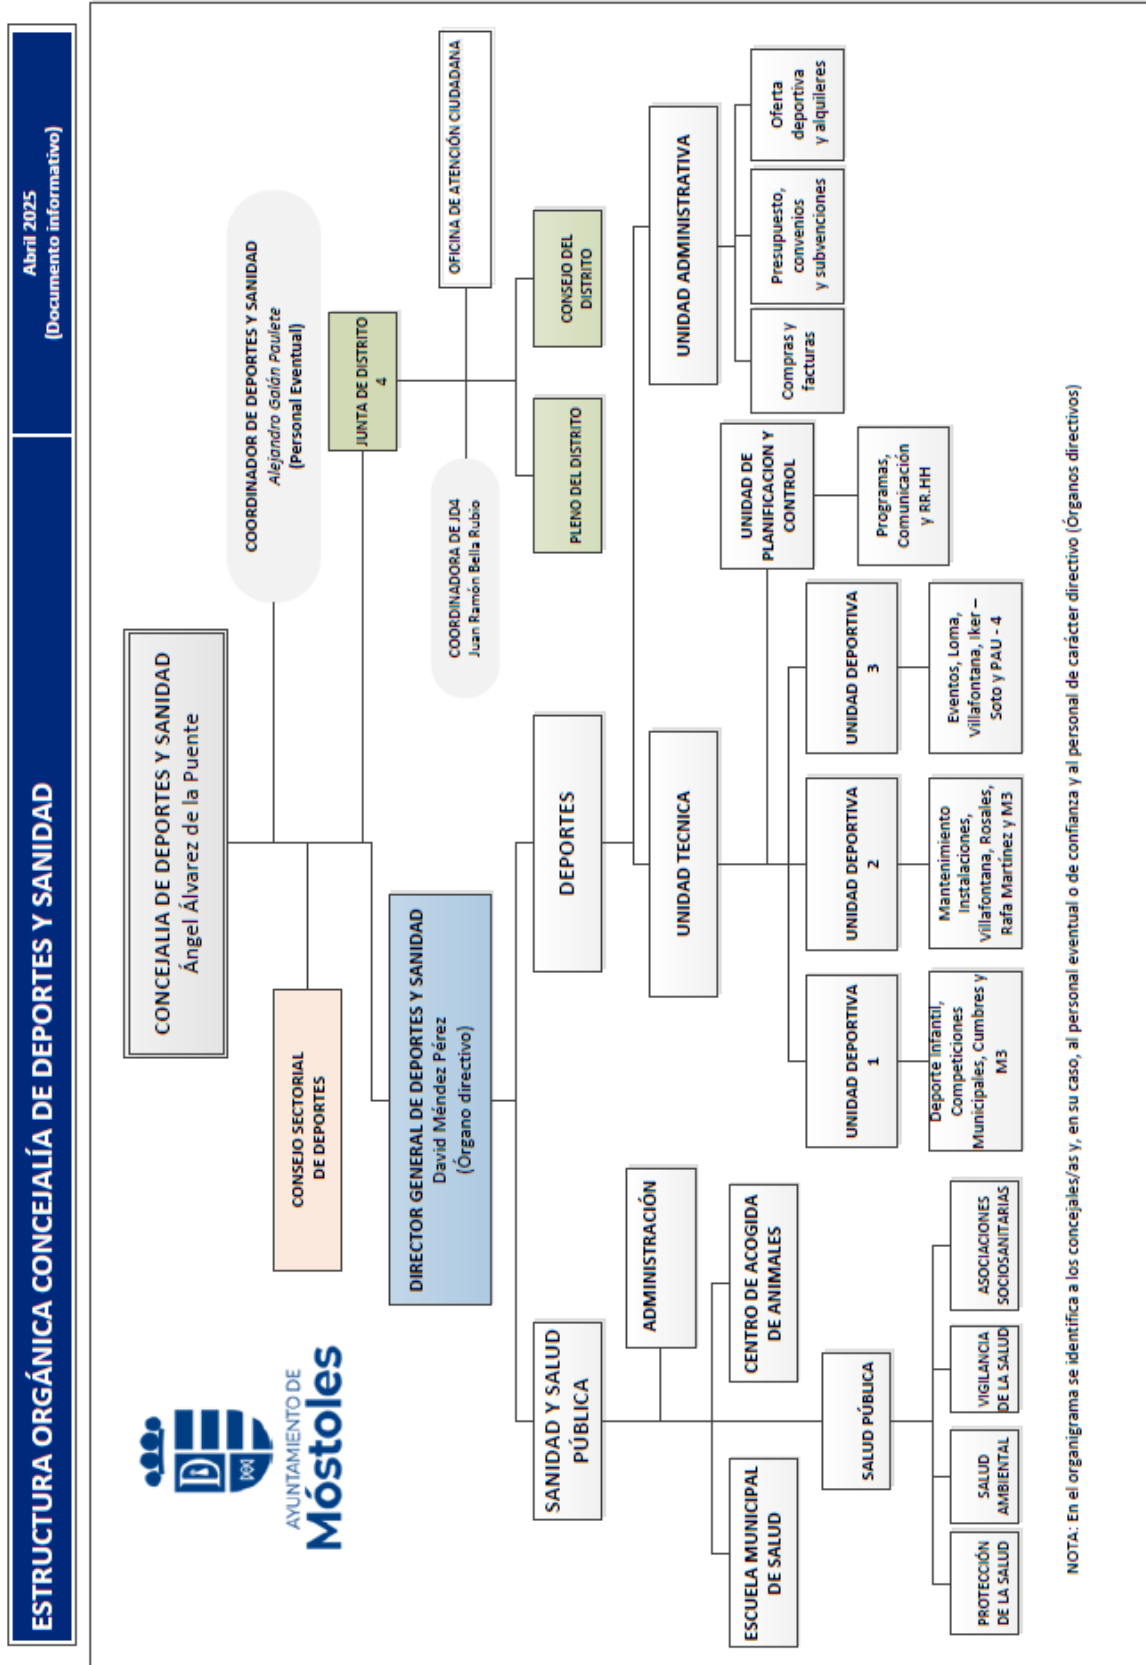 ESTRUCTURA ORGÁNICA CONCEJALÍA DE DEPORTES Y SANIDAD
Abril 2025
(Documento informativo)
AYUNTAMIENTO DE
Móstoles
CONCEJALIA DE DEPORTES Y SANIDAD
Ángel Álvarez de la Puente
COORDINADOR DE DEPORTES Y SANIDAD
Alejandro Galán Paulete
(Personal Eventual)
CONSEJO SECTORIAL
DE DEPORTES
JUNTA DE DISTRITO
4
DIRECTOR GENERAL DE DEPORTES Y SANIDAD
David Méndez Pérez
(Órgano directivo)
COORDINADORA DE JD4
Juan Ramón Bella Rubio
OFICINA DE ATENCIÓN CIUDADANA
PLENO DEL DISTRITO
CONSEJO DEL
DISTRITO
SANIDAD Y SALUD
PÚBLICA
DEPORTES
ADMINISTRACIÓN
UNIDAD TECNICA
UNIDAD ADMINISTRATIVA
ESCUELA MUNICIPAL
DE SALUD
CENTRO DE ACOGIDA
DE ANIMALES
UNIDAD DE
PLANIFICACION Y
CONTROL
Compras y
facturas
Presupuesto,
convenios
y subvenciones
Oferta
deportiva
y alquileres
SALUD PÚBLICA
UNIDAD DEPORTIVA
1
UNIDAD DEPORTIVA
2
UNIDAD DEPORTIVA
3
Programas,
Comunicación
y RR.HH
PROTECCIÓN
DE LA SALUD
SALUD
AMBIENTAL
VIGILANCIA
DE LA SALUD
ASOCIACIONES
SOCIOSANITARIAS
Deporte Infantil,
Competiciones
Municipales, Cumbres y
M3
Mantenimiento
Instalaciones,
Villafontana, Rosales,
Rafa Martínez y M3
Eventos, Loma,
Villafontana, Iker –
Soto y PAU - 4
NOTA: En el organigrama se identifica a los concejales/as y, en su caso, al personal eventual o de confianza y al personal de carácter directivo (Órganos directivos)